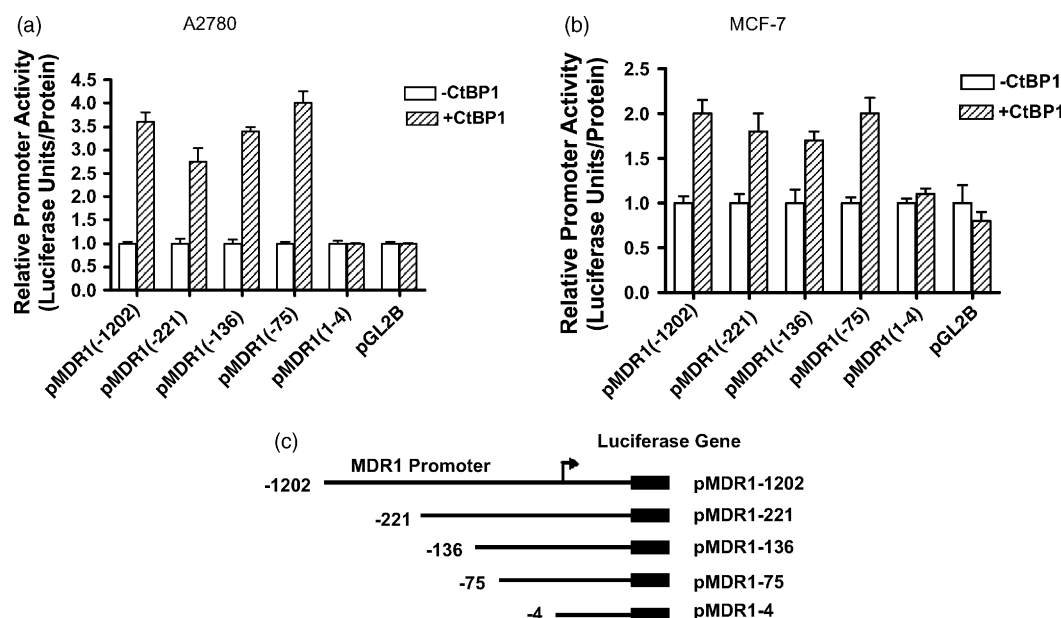 (a)
A2780
Relative Promoter Activity
(Luciferase Units/Protein)
4.5
4.0
3.5
3.0
2.5
2.0
1.5
1.0
0.5
0.0
-CtBP1
+CtBP1
pMDR1(-1202)
pMDR1(-221)
pMDR1(-136)
pMDR1(-75)
pMDR1(1-4)
pGL2B
(b)
MCF-7
Relative Promoter Activity
(Luciferase Units/Protein)
2.5
2.0
1.5
1.0
0.5
0.0
-CtBP1
+CtBP1
pMDR1(-1202)
pMDR1(-221)
pMDR1(-136)
pMDR1(-75)
pMDR1(1-4)
pGL2B
(c)
Luciferase Gene
MDR1 Promoter
-1202 pMDR1-1202
-221 pMDR1-221
-136 pMDR1-136
-75 pMDR1-75
-4 pMDR1-4